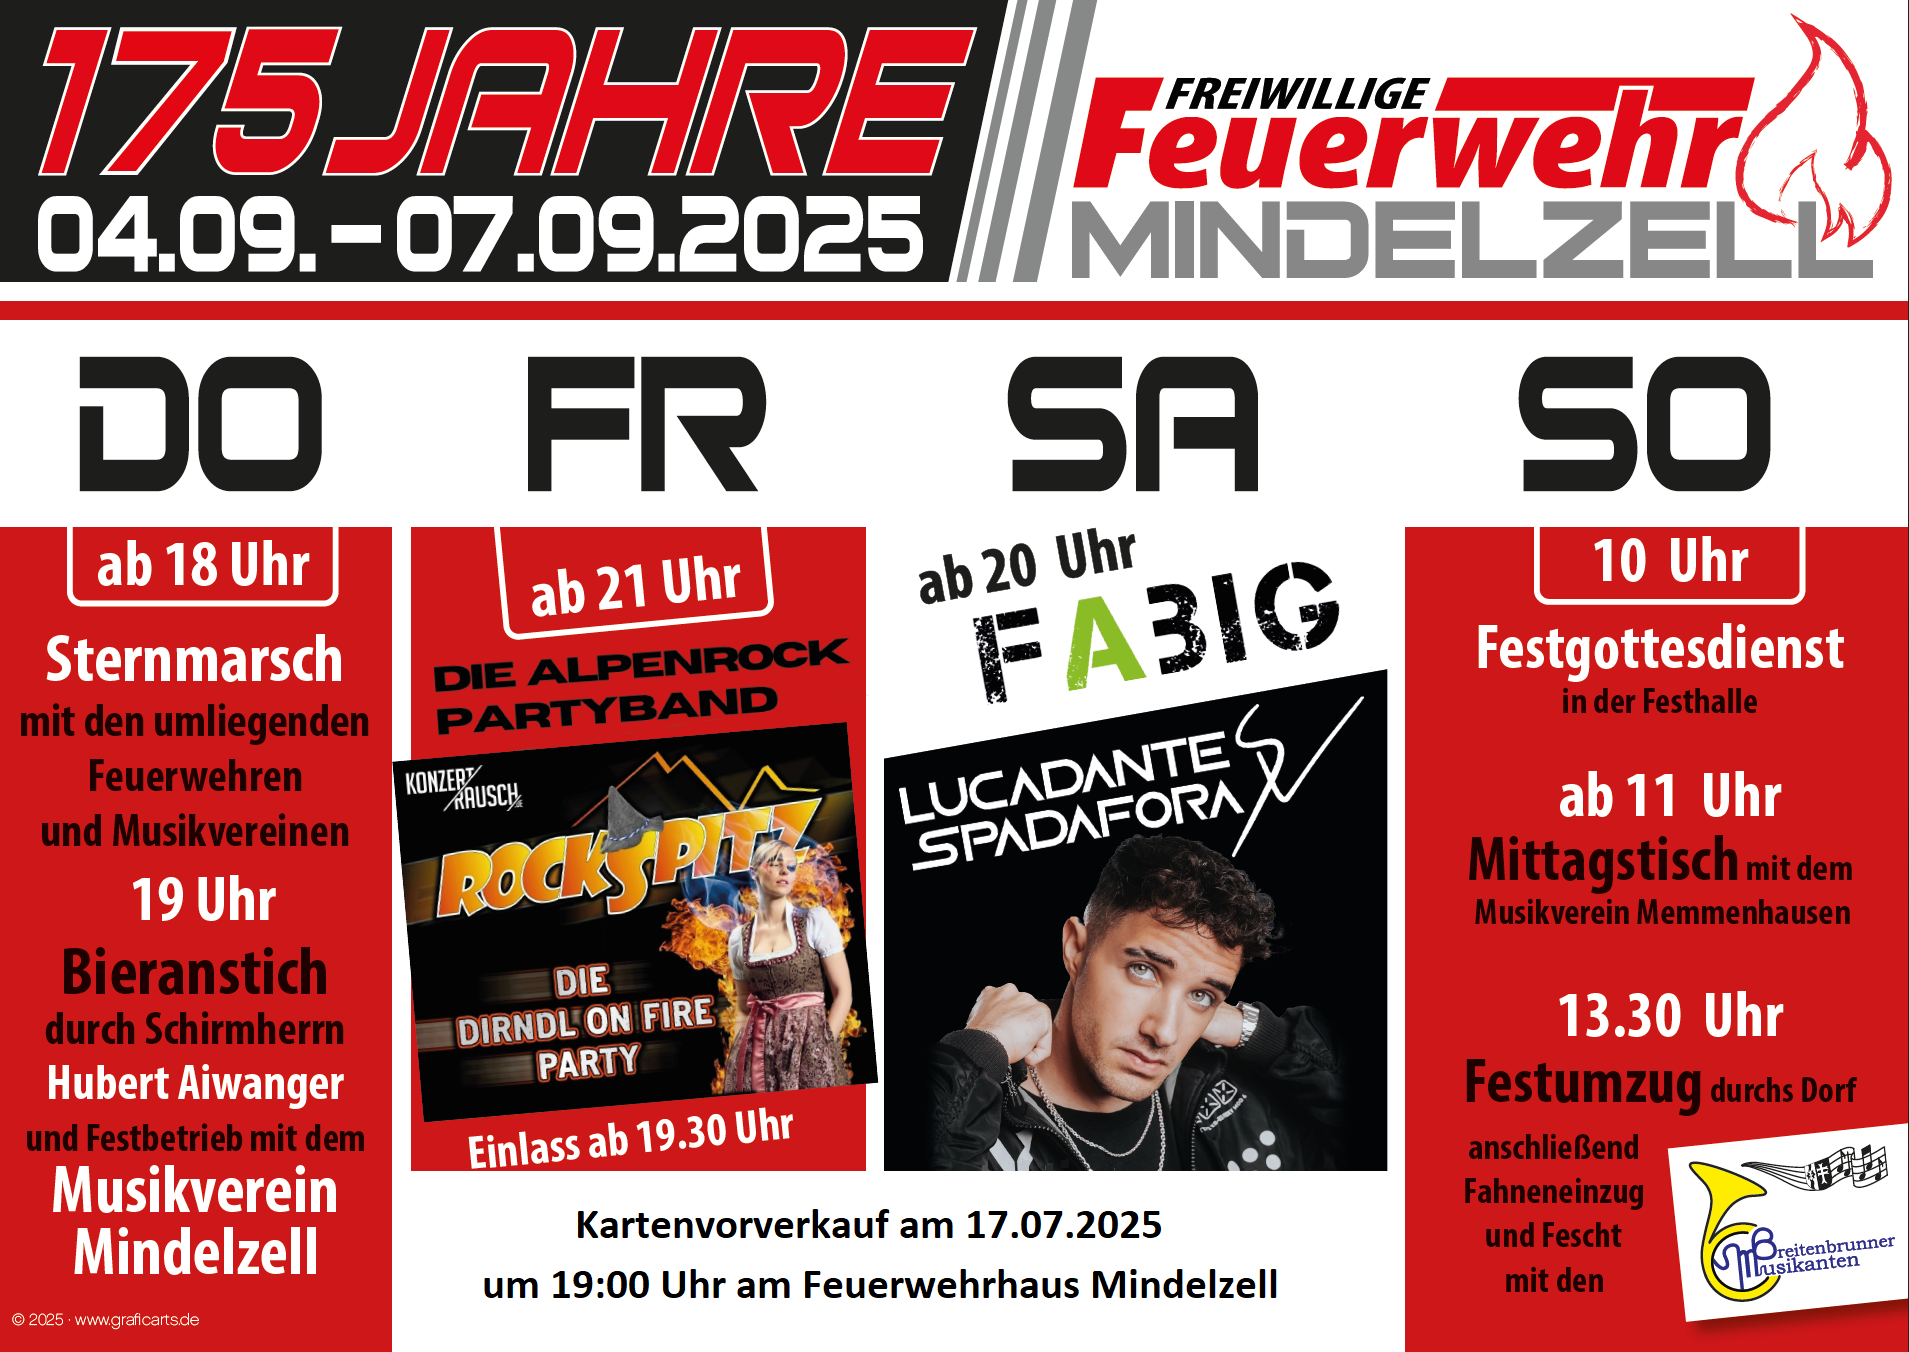 175 JAHRE
04.09. – 07.09.2025
FREIWILLIGE
Feuerwehr
MINDELZELL
DO
ab 18 Uhr
Sternmarsch
mit den umliegenden
Feuerwehren
und Musikvereinen
19 Uhr
Bieranstich
durch Schirmherrn
Hubert Aiwanger
und Festbetrieb mit dem
Musikverein
Mindelzell
© 2025 · www.graficarts.de
FR
ab 21 Uhr
DIE ALPENROCK
PARTYBAND
KONZERT
RAUSCH.DE
ROCKSPITZ
DIE
DIRNDL ON FIRE
PARTY
Einlass ab 19.30 Uhr
SA
ab 20 Uhr
FABIG
LUCADANTE
SPADAFORA
Kartenvorverkauf am 17.07.2025
um 19:00 Uhr am Feuerwehrhaus Mindelzell
SO
10 Uhr
Festgottesdienst
in der Festhalle
ab 11 Uhr
Mittagstisch mit dem
Musikverein Memmenhausen
13.30 Uhr
Festumzug durchs Dorf
anschließend
Fahneneinzug
und Fescht
mit den
Breitenbrunner
Musikanten